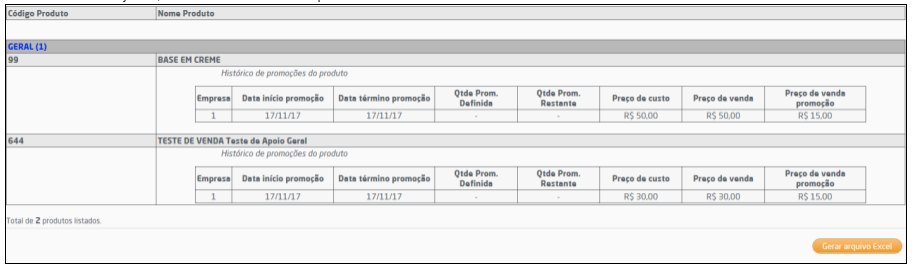 Código Produto Nome Produto
GERAL (1)
99 BASE EM CREME
Histórico de promoções do produto
Empresa Data início promoção Data término promoção Qtde Prom. Definida Qtde Prom. Restante Preço de custo Preço de venda Preço de venda promoção
1 17/11/17 17/11/17 - - R$ 50,00 R$ 50,00 R$ 15,00
644 TESTE DE VENDA Teste de Apoio Geral
Histórico de promoções do produto
Empresa Data início promoção Data término promoção Qtde Prom. Definida Qtde Prom. Restante Preço de custo Preço de venda Preço de venda promoção
1 17/11/17 17/11/17 - - R$ 30,00 R$ 30,00 R$ 15,00
Total de 2 produtos listados.
Gerar arquivo Excel